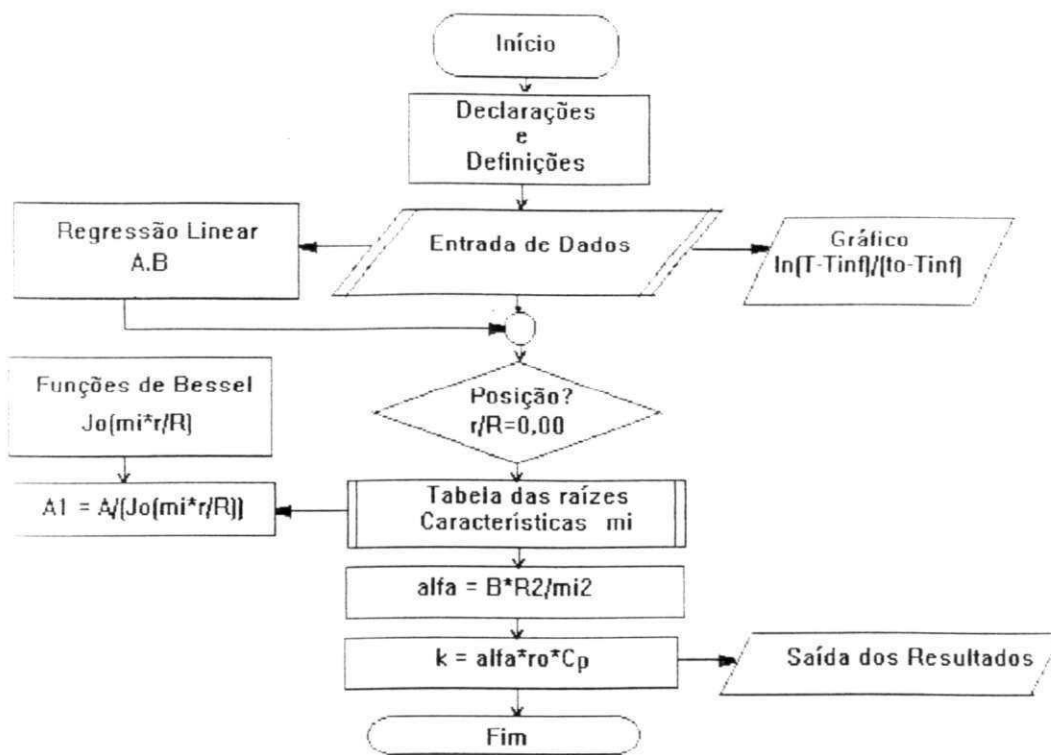 Início
Declarações
e
Definições
Regressão Linear
A.B
Entrada de Dados
Gráfico
ln(T-Tinf)/(to-Tinf)
Funções de Bessel
Jo(mi*r/R)
Posição?
r/R=0,00
A1 = A/(Jo(mi*r/R))
Tabela das raízes
Características mi
alfa = B*R2/mi2
k = alfa*ro*Cp
Saída dos Resultados
Fim